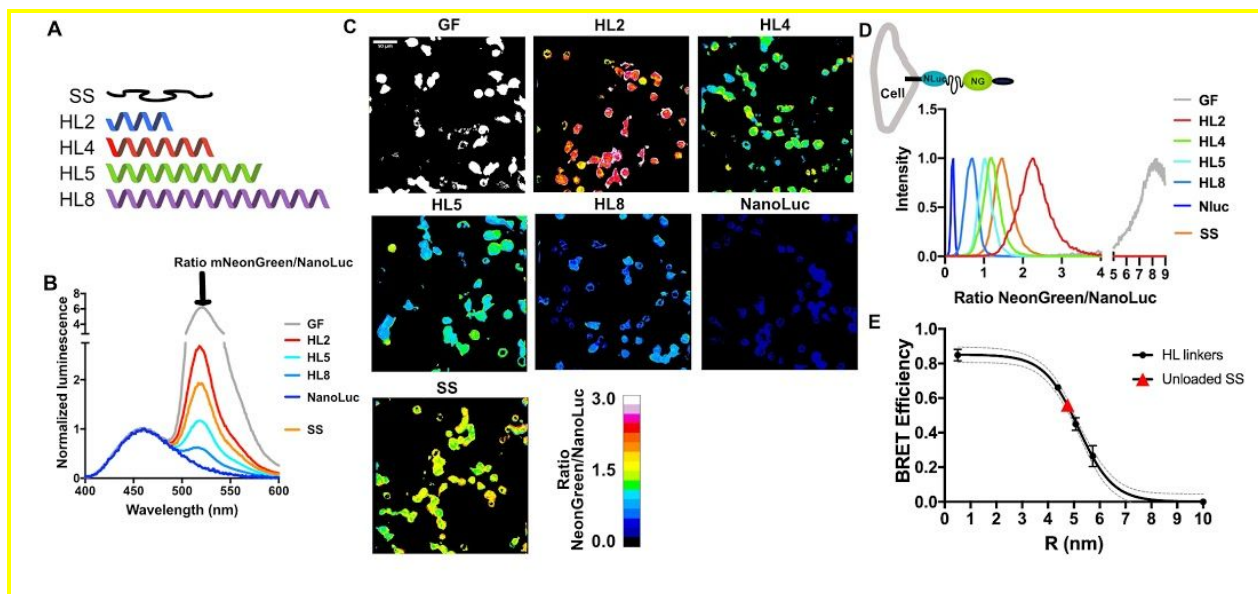 A
SS
HL2
HL4
HL5
HL8
B
Ratio mNeonGreen/NanoLuc
Normalized luminescence
6
4
2
1
0
400
450
500
550
600
Wavelength (nm)
GF
HL2
HL5
HL8
NanoLuc
SS
C
GF
HL2
HL4
HL5
HL8
NanoLuc
SS
3.0
1.5
0.0
Ratio
NeonGreen/NanoLuc
D
Cell
NLuc
NG
Intensity
1.5
1.0
0.5
0.0
0
1
2
3
4
5
6
7
8
9
Ratio NeonGreen/NanoLuc
GF
HL2
HL4
HL5
HL8
Nluc
SS
E
BRET Efficiency
1.0
0.8
0.6
0.4
0.2
0.0
0
1
2
3
4
5
6
7
8
9
10
R (nm)
HL linkers
Unloaded SS